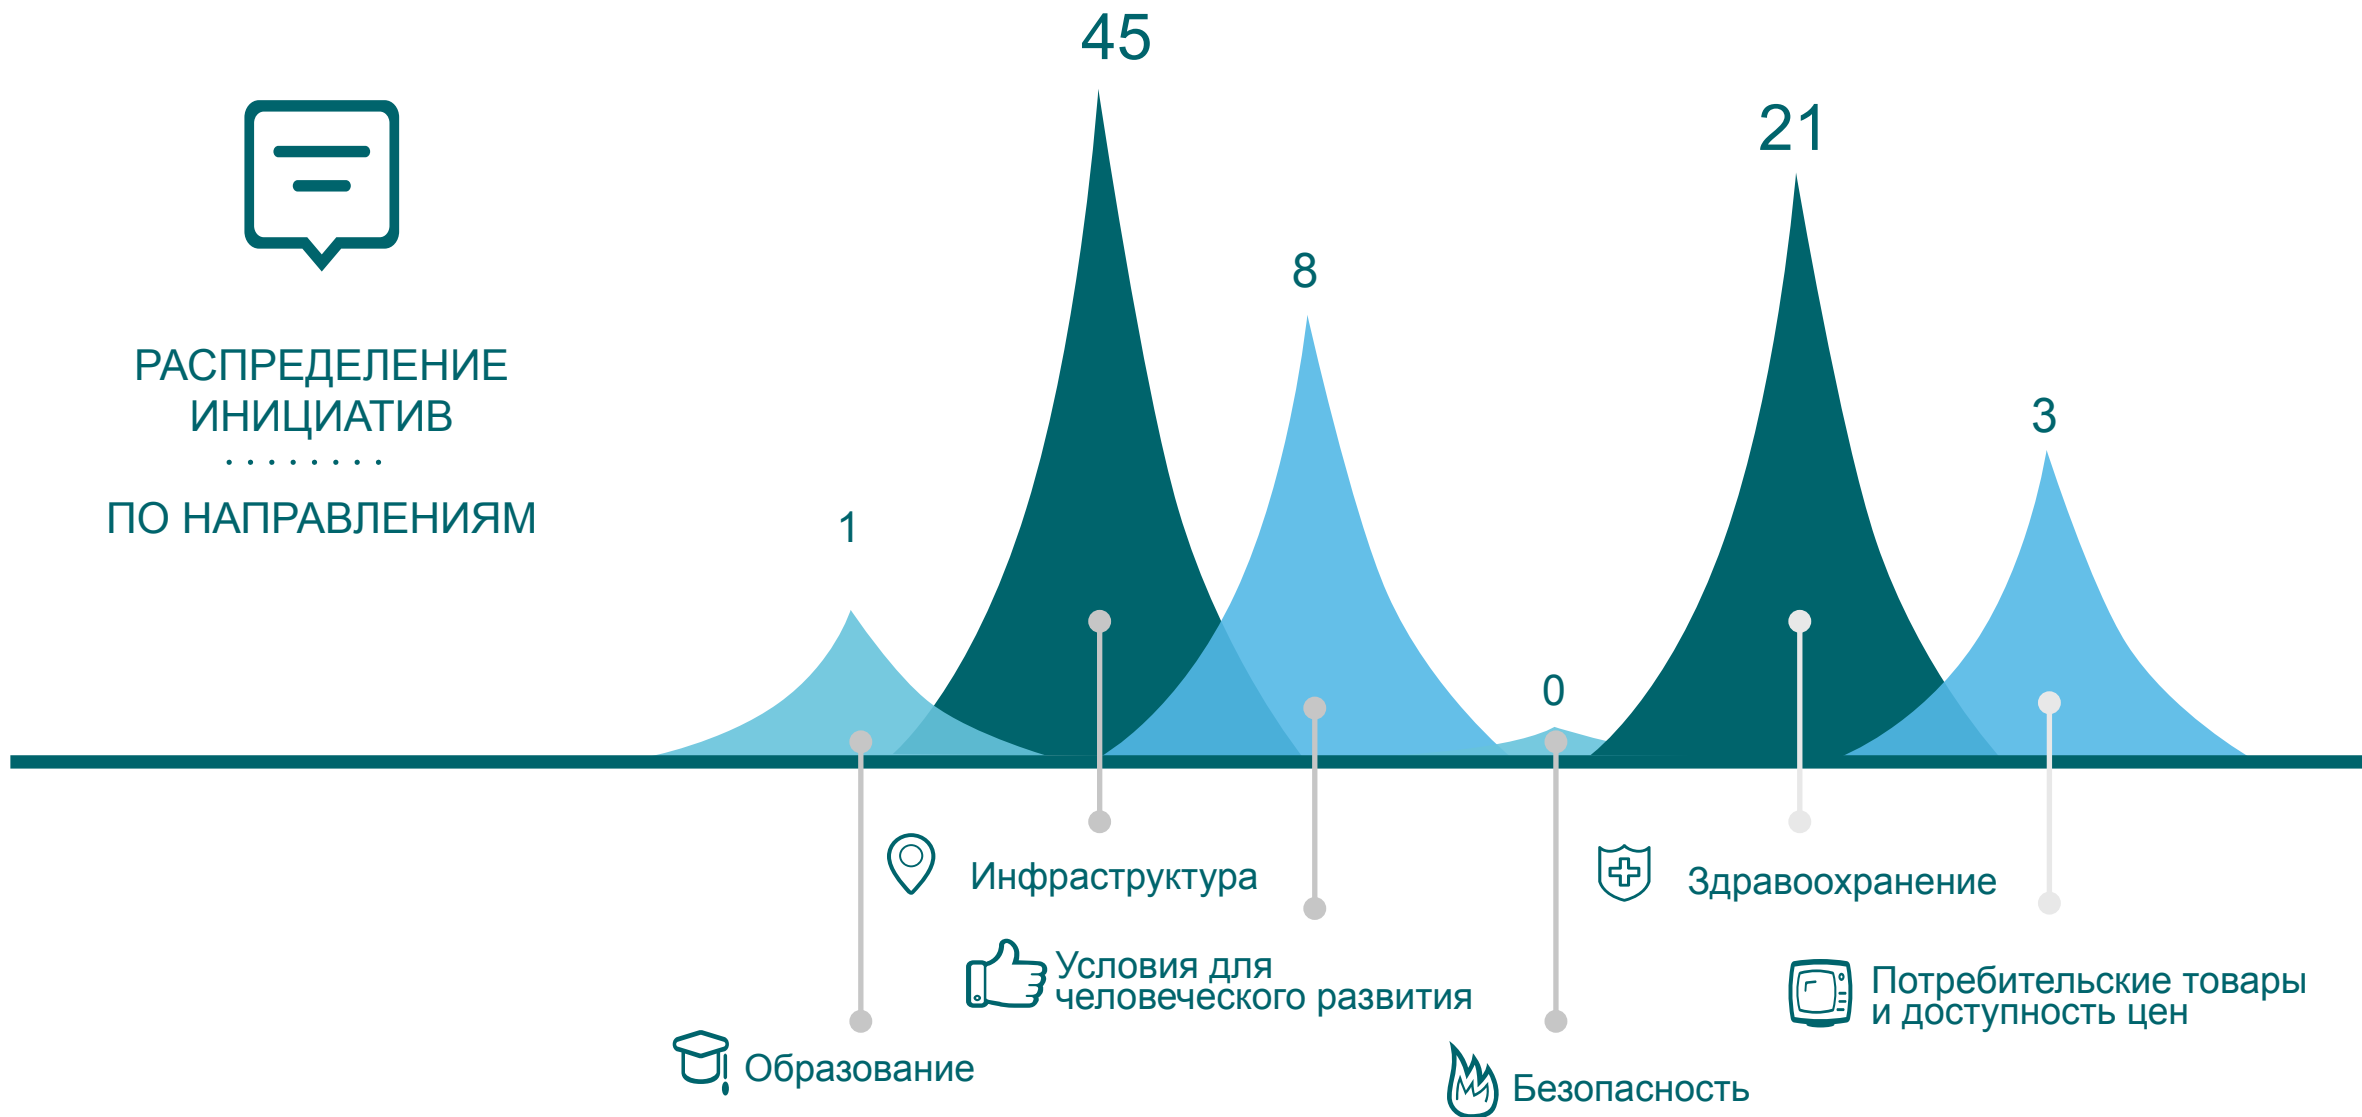 РАСПРЕДЕЛЕНИЕ
ИНИЦИАТИВ
ПО НАПРАВЛЕНИЯМ
1
45
8
0
21
3
Образование
Инфраструктура
Условия для
человеческого развития
Безопасность
Здравоохранение
Потребительские товары
и доступность цен